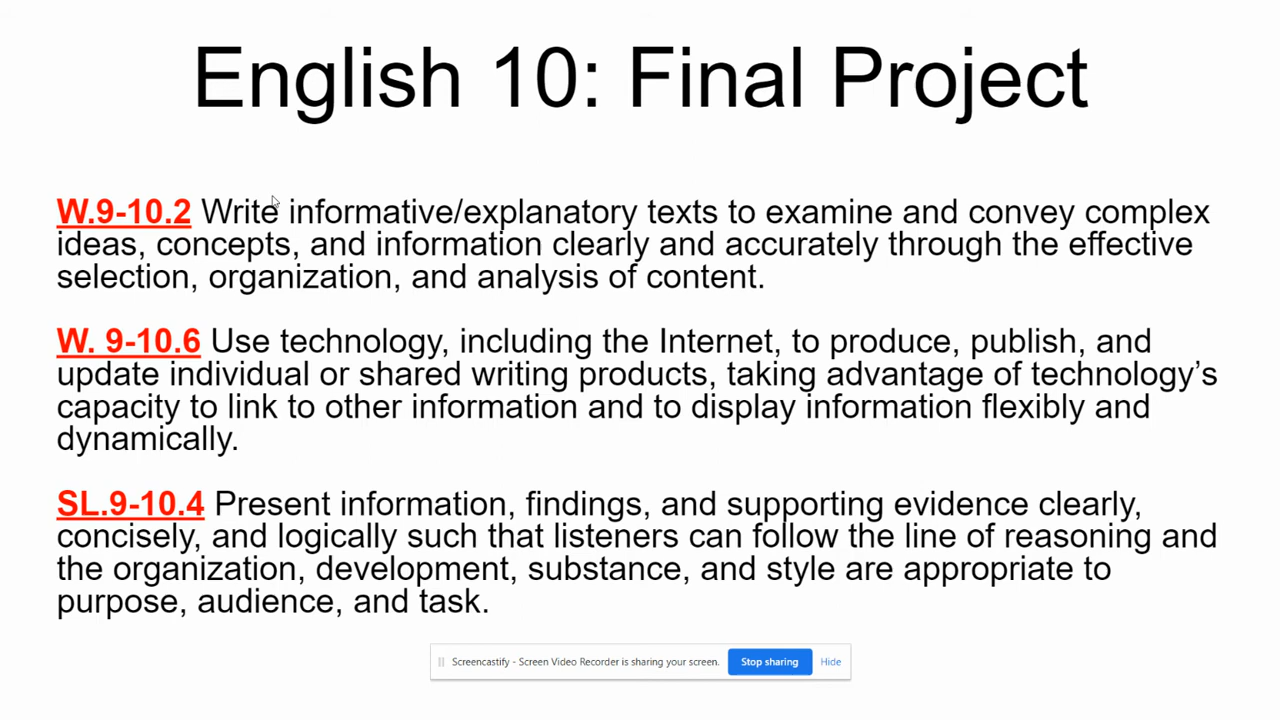 English 10: Final Project
W.9-10.2 Write informative/explanatory texts to examine and convey complex
ideas, concepts, and information clearly and accurately through the effective
selection, organization, and analysis of content.
W. 9-10.6 Use technology, including the Internet, to produce, publish, and
update individual or shared writing products, taking advantage of technology’s
capacity to link to other information and to display information flexibly and
dynamically.
SL.9-10.4 Present information, findings, and supporting evidence clearly,
concisely, and logically such that listeners can follow the line of reasoning and
the organization, development, substance, and style are appropriate to
purpose, audience, and task.
Screencastify - Screen Video Recorder is sharing your screen. Stop sharing Hide